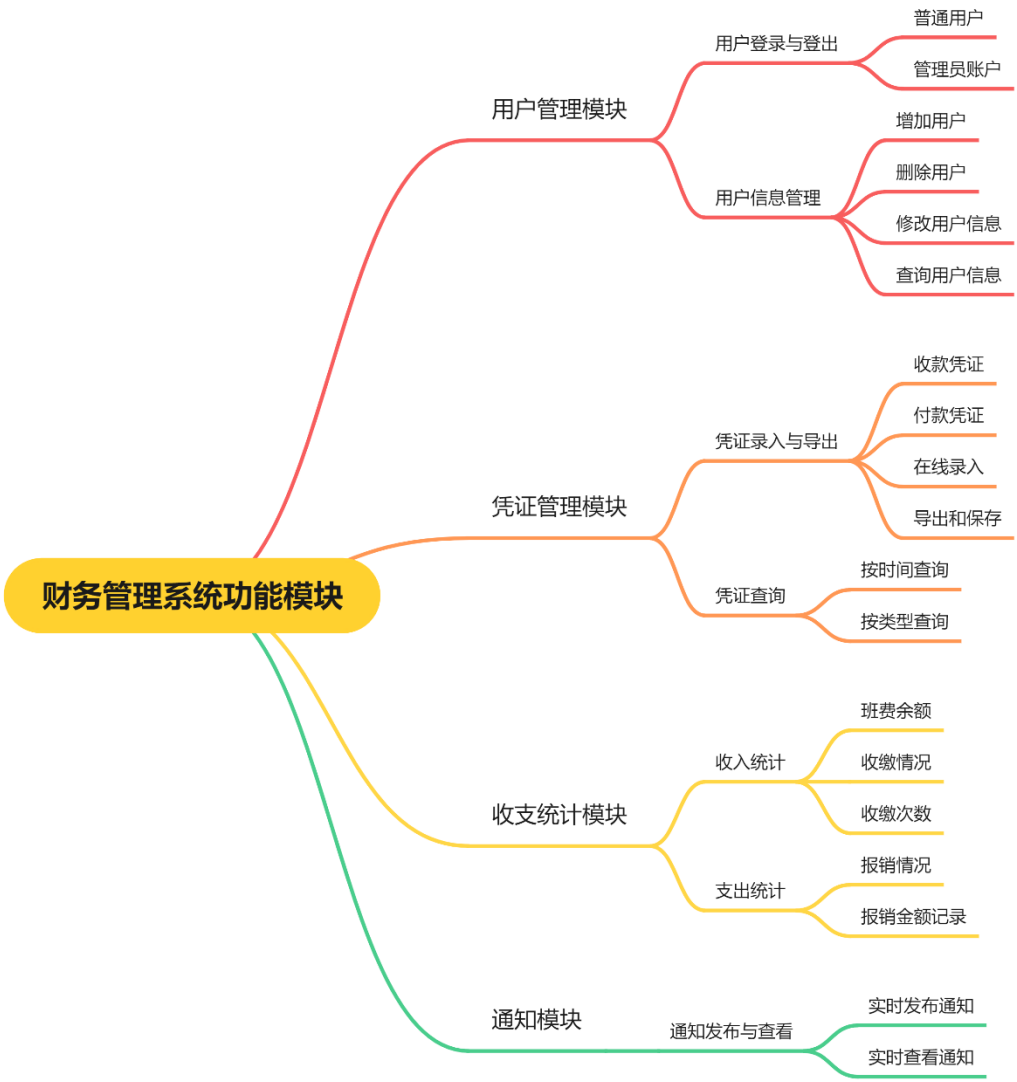 财务管理系统功能模块
用户管理模块
用户登录与登出
普通用户
管理员账户
用户信息管理
增加用户
删除用户
修改用户信息
查询用户信息
凭证管理模块
凭证录入与导出
收款凭证
付款凭证
在线录入
导出和保存
凭证查询
按时间查询
按类型查询
收支统计模块
收入统计
班费余额
收缴情况
收缴次数
支出统计
报销情况
报销金额记录
通知模块
通知发布与查看
实时发布通知
实时查看通知